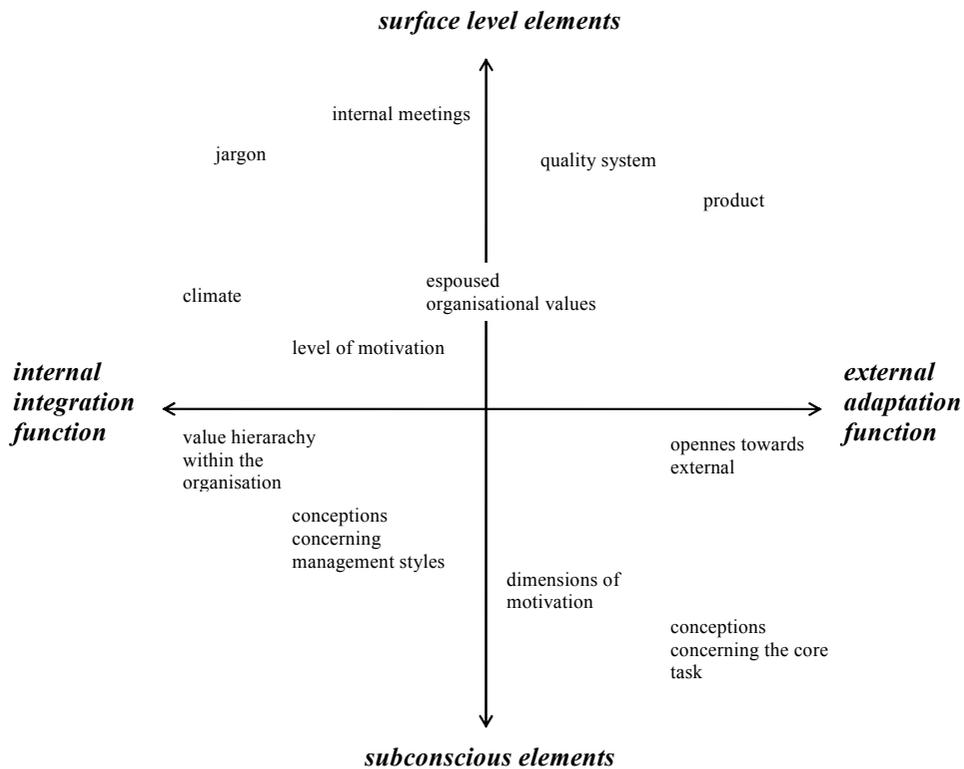 surface level elements
internal meetings
jargon
quality system
product
espoused
organisational values
climate
level of motivation
internal
integration
function
external
adaptation
function
value hierarachy
within the
organisation
opennes towards
external
conceptions
concerning
management styles
dimensions of
motivation
conceptions
concerning the core
task
subconscious elements